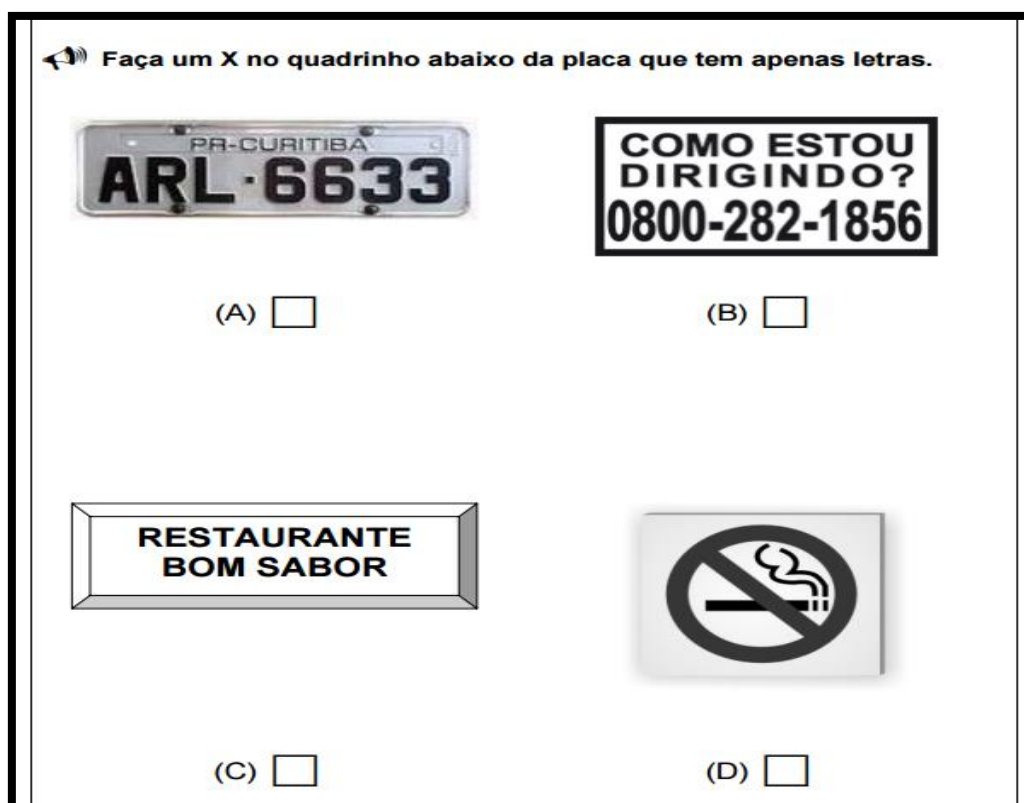 Faça um X no quadrinho abaixo da placa que tem apenas letras.
PR-CURITIBA
ARL·6633
COMO ESTOU
DIRIGINDO?
0800-282-1856
(A)
(B)
RESTAURANTE
BOM SABOR
(C)
(D)